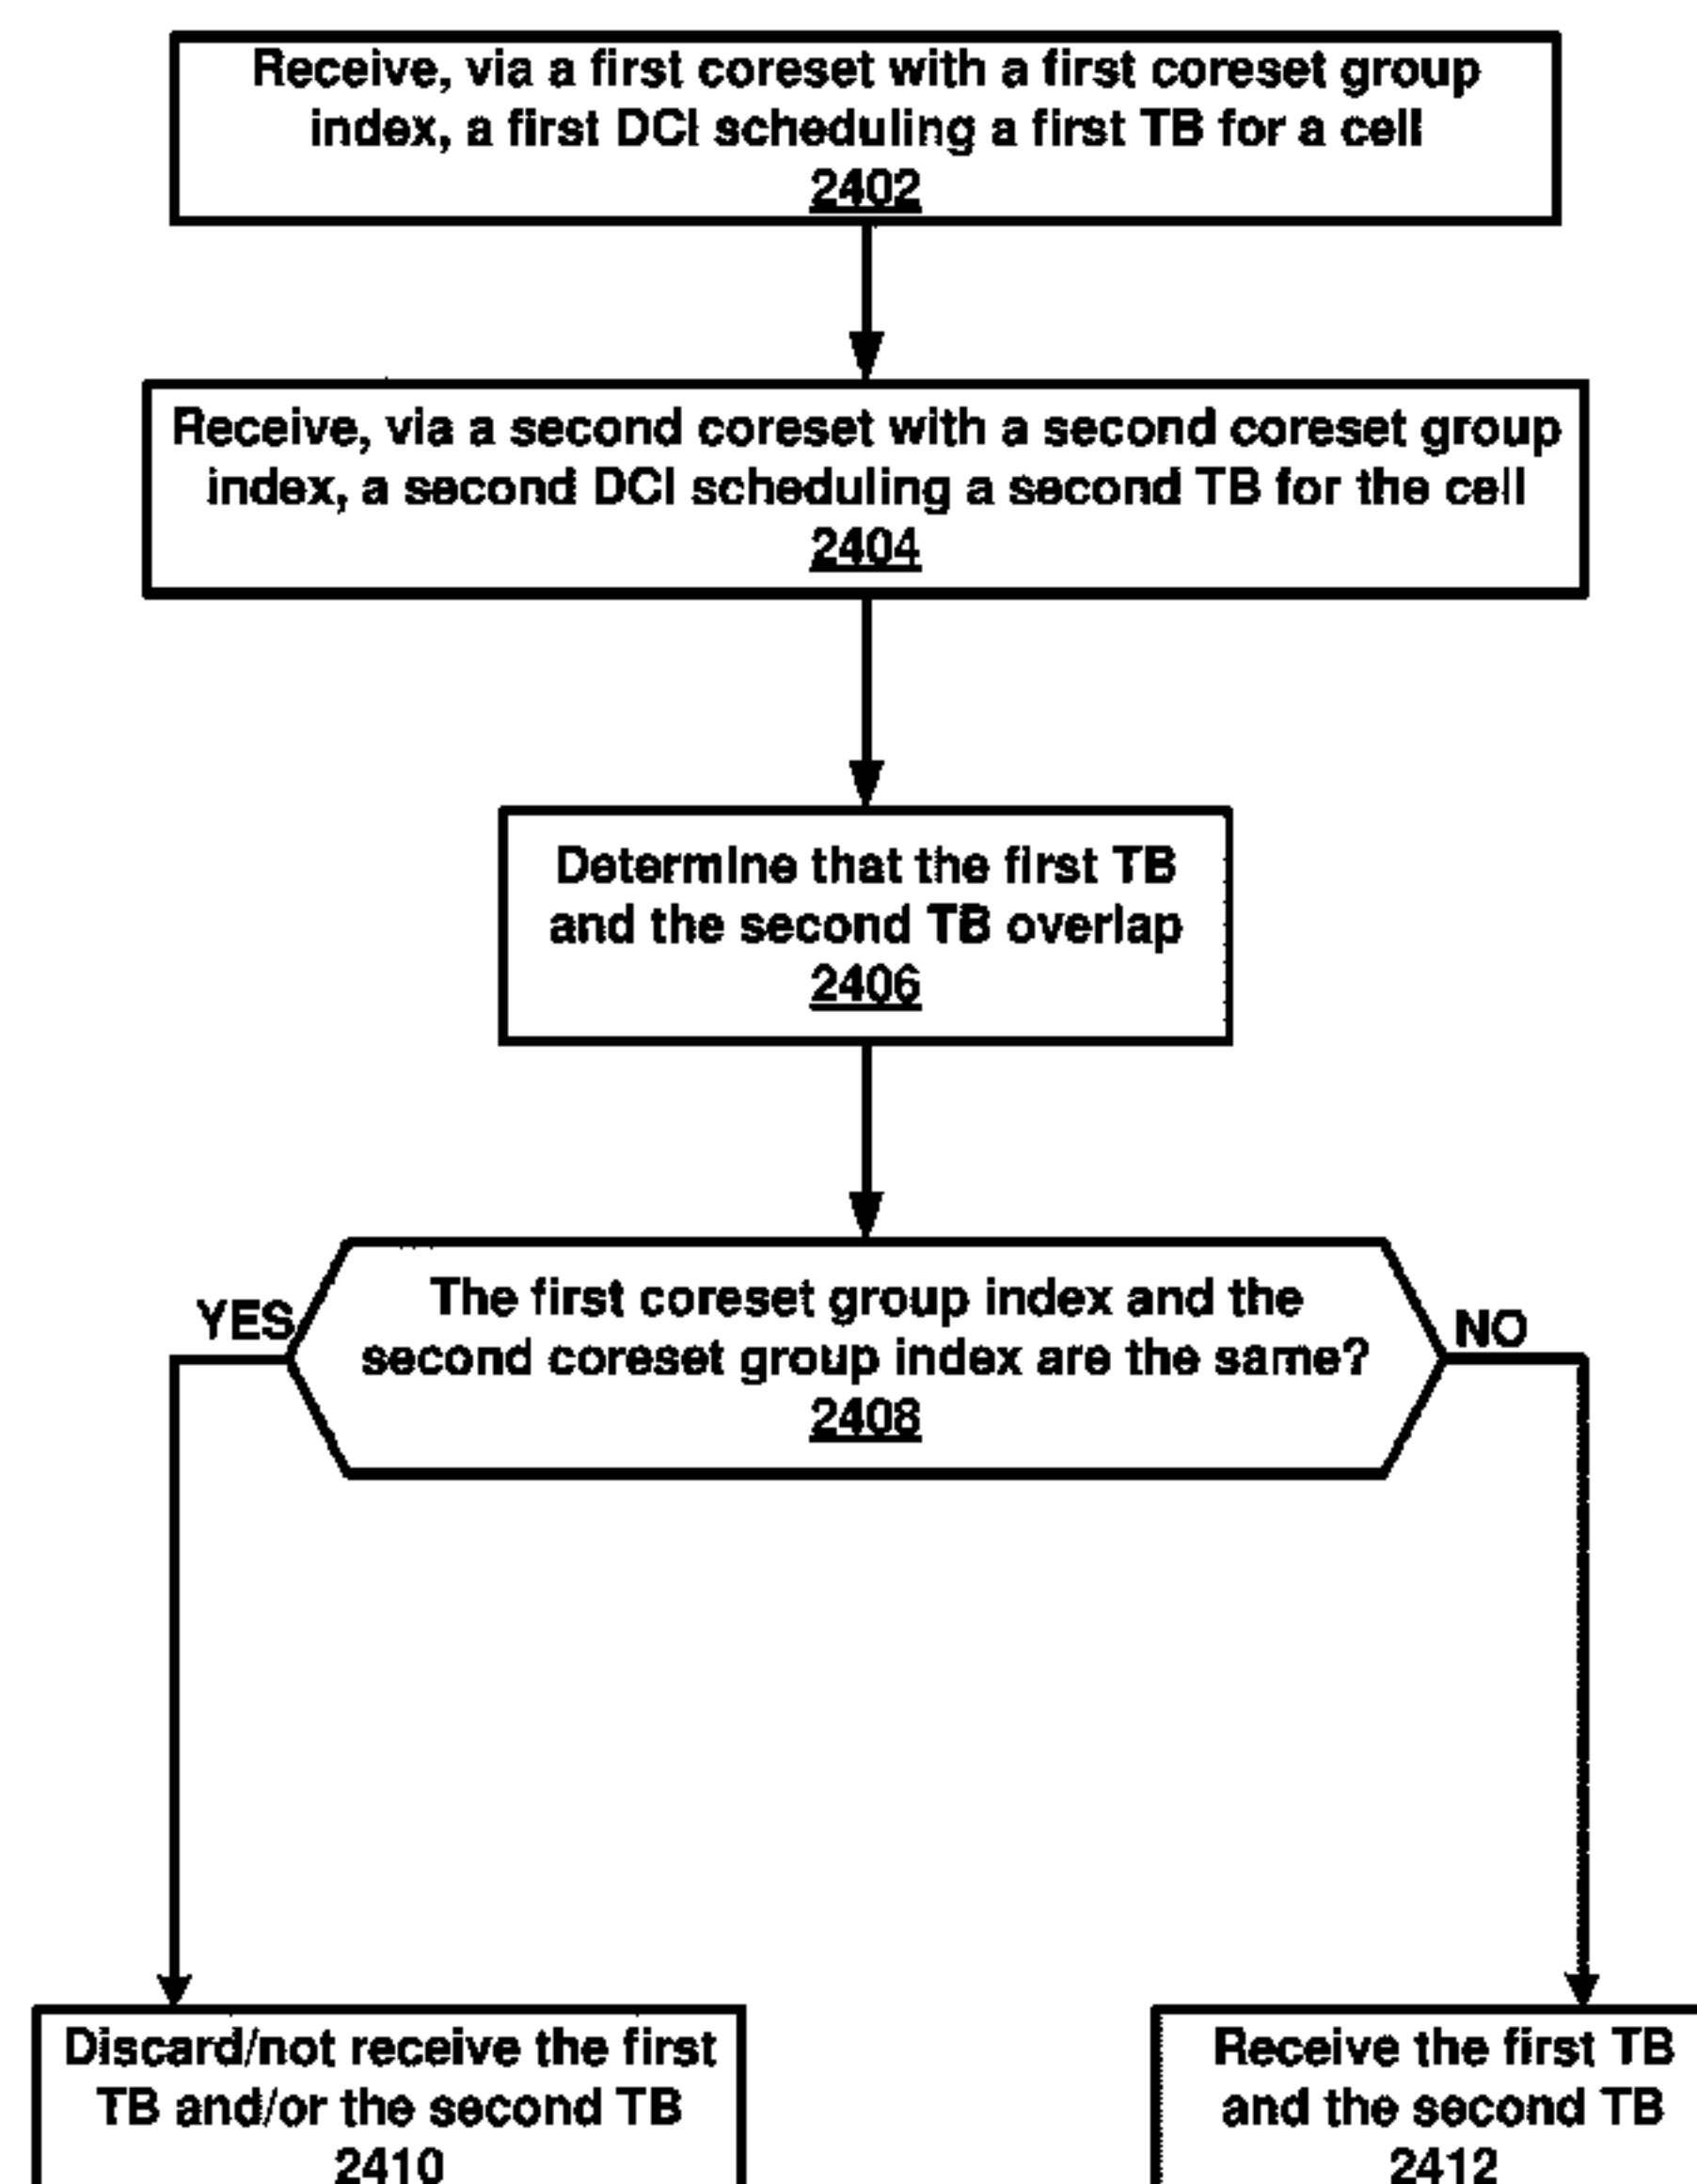 Receive, via a first coreset with a first coreset group
index, a first DCI scheduling a first TB for a cell
2402
Receive, via a second coreset with a second coreset group
index, a second DCI scheduling a second TB for the cell
2404
Determine that the first TB
and the second TB overlap
2406
The first coreset group index and the
second coreset group index are the same?
2408
YES
NO
Discard/not receive the first
TB and/or the second TB
2410
Receive the first TB
and the second TB
2412